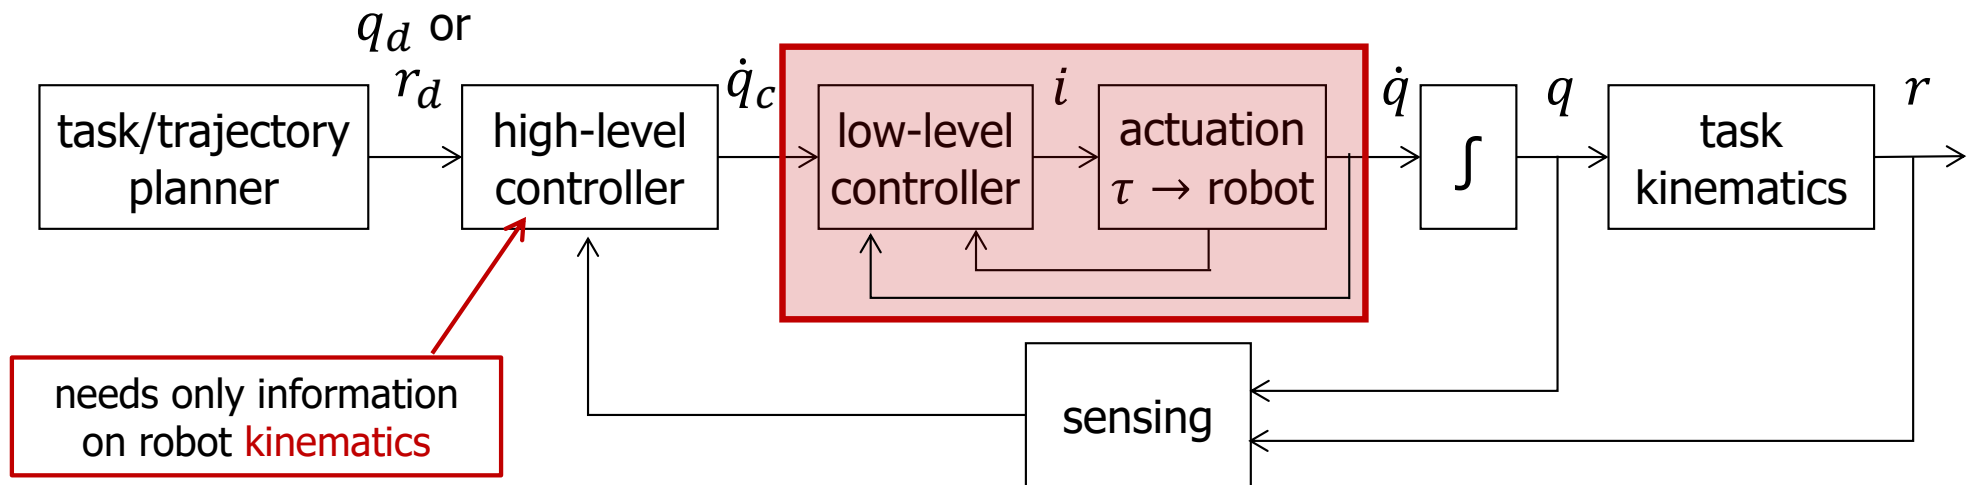 q_d or
r_d
task/trajectory
planner
high-level
controller
q̇_c
low-level
controller
i
actuation
τ → robot
q̇
∫
q
task
kinematics
r
needs only information
on robot kinematics
sensing